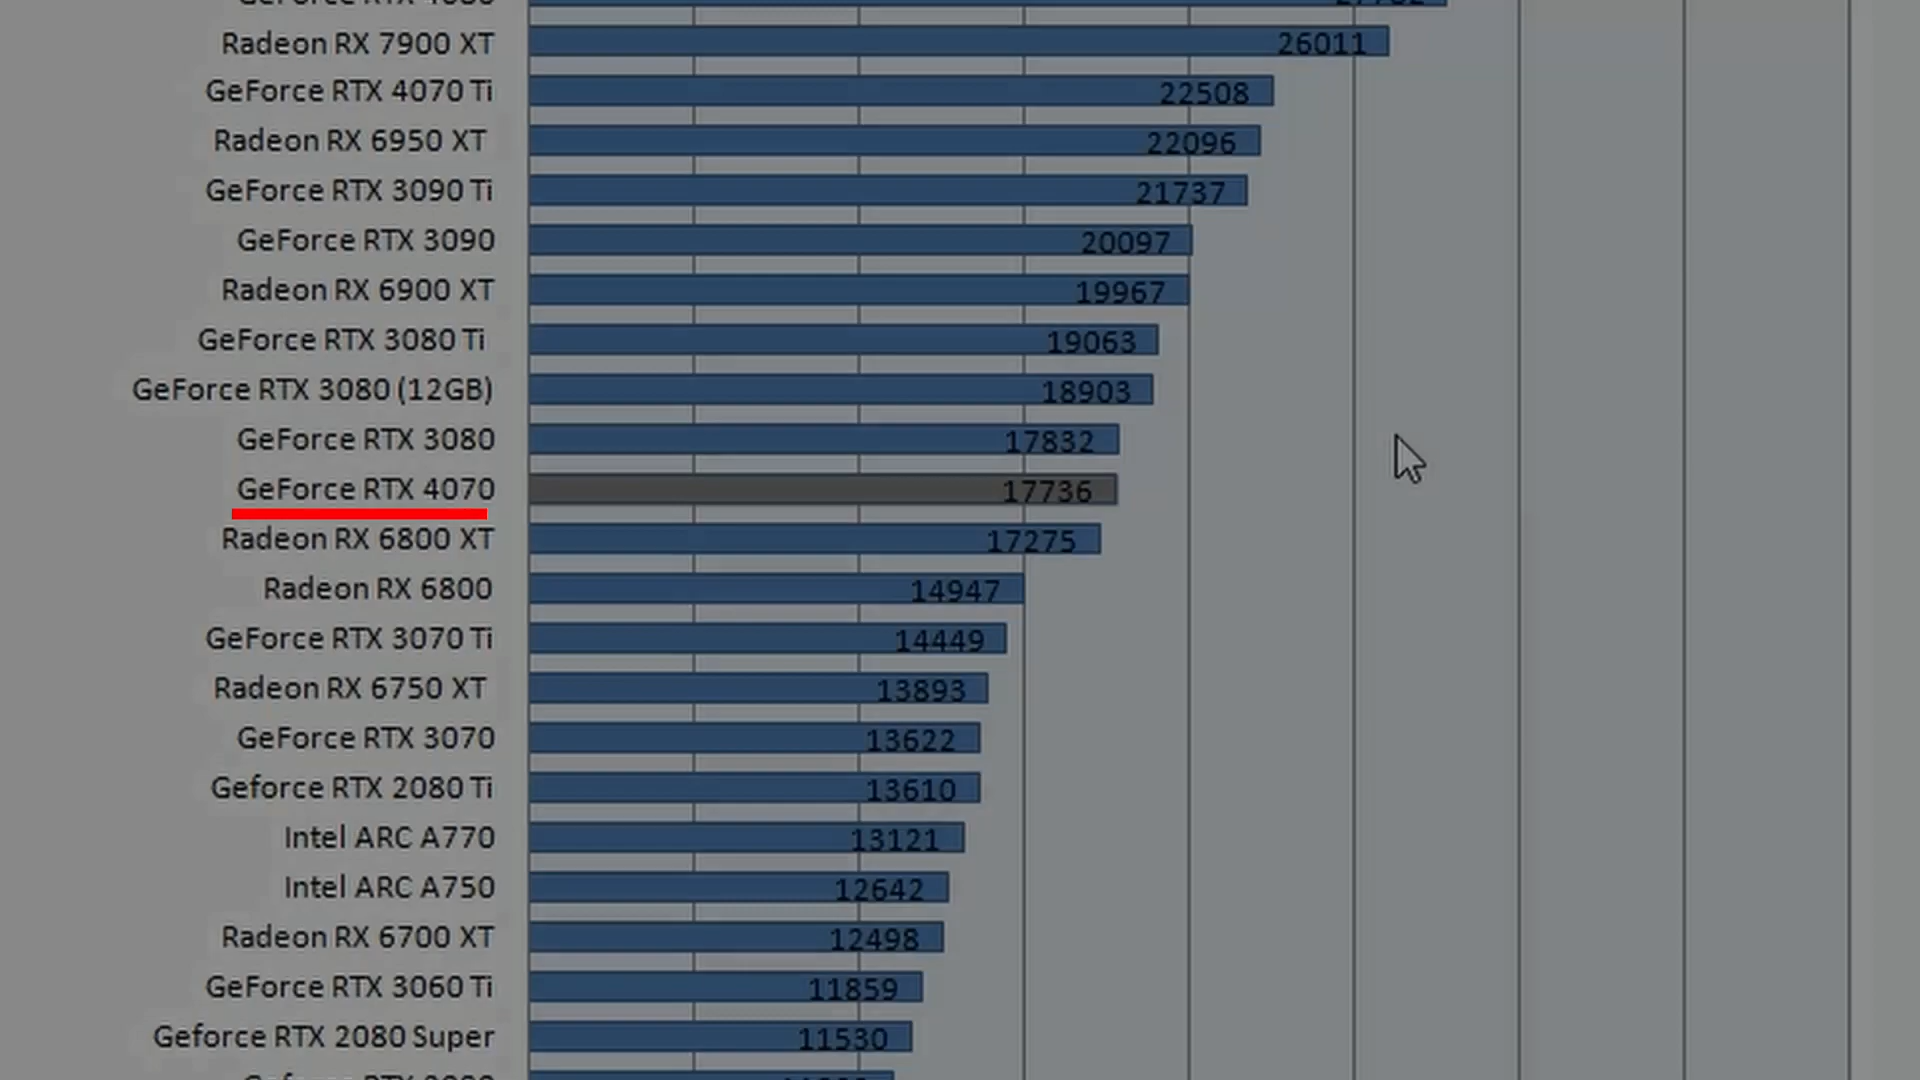 Radeon RX 7900 XT 26011
GeForce RTX 4070 Ti 22508
Radeon RX 6950 XT 22096
GeForce RTX 3090 Ti 21737
GeForce RTX 3090 20097
Radeon RX 6900 XT 19967
GeForce RTX 3080 Ti 19063
GeForce RTX 3080 (12GB) 18903
GeForce RTX 3080 17832
GeForce RTX 4070 17736
Radeon RX 6800 XT 17275
Radeon RX 6800 14947
GeForce RTX 3070 Ti 14449
Radeon RX 6750 XT 13893
GeForce RTX 3070 13622
Geforce RTX 2080 Ti 13610
Intel ARC A770 13121
Intel ARC A750 12642
Radeon RX 6700 XT 12498
GeForce RTX 3060 Ti 11859
Geforce RTX 2080 Super 11530